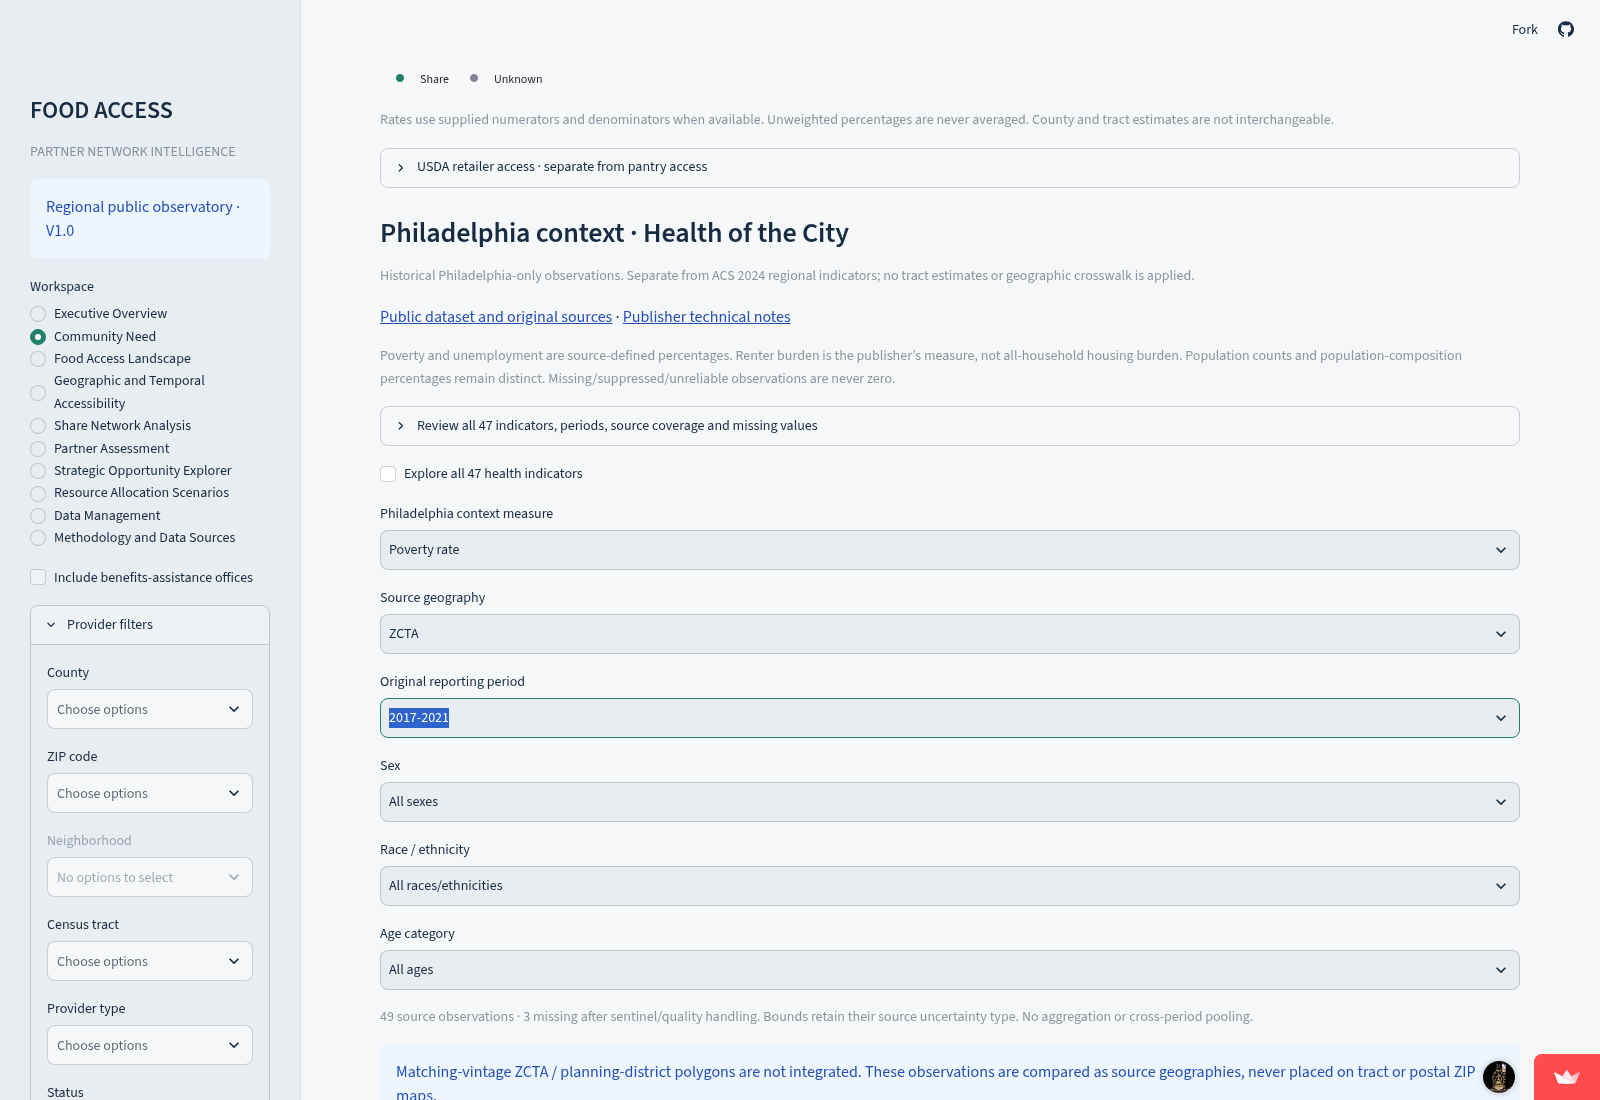 Fork
FOOD ACCESS
PARTNER NETWORK INTELLIGENCE
Regional public observatory ·
V1.0
Workspace
Executive Overview
Community Need
Food Access Landscape
Geographic and Temporal
Accessibility
Share Network Analysis
Partner Assessment
Strategic Opportunity Explorer
Resource Allocation Scenarios
Data Management
Methodology and Data Sources
Include benefits-assistance offices
Provider filters
County
Choose options
ZIP code
Choose options
Neighborhood
No options to select
Census tract
Choose options
Provider type
Choose options
Status
Share Unknown
Rates use supplied numerators and denominators when available. Unweighted percentages are never averaged. County and tract estimates are not interchangeable.
USDA retailer access · separate from pantry access
Philadelphia context · Health of the City
Historical Philadelphia-only observations. Separate from ACS 2024 regional indicators; no tract estimates or geographic crosswalk is applied.
Public dataset and original sources · Publisher technical notes
Poverty and unemployment are source-defined percentages. Renter burden is the publisher’s measure, not all-household housing burden. Population counts and population-composition
percentages remain distinct. Missing/suppressed/unreliable observations are never zero.
Review all 47 indicators, periods, source coverage and missing values
Explore all 47 health indicators
Philadelphia context measure
Poverty rate
Source geography
ZCTA
Original reporting period
2017-2021
Sex
All sexes
Race / ethnicity
All races/ethnicities
Age category
All ages
49 source observations · 3 missing after sentinel/quality handling. Bounds retain their source uncertainty type. No aggregation or cross-period pooling.
Matching-vintage ZCTA / planning-district polygons are not integrated. These observations are compared as source geographies, never placed on tract or postal ZIP
maps.